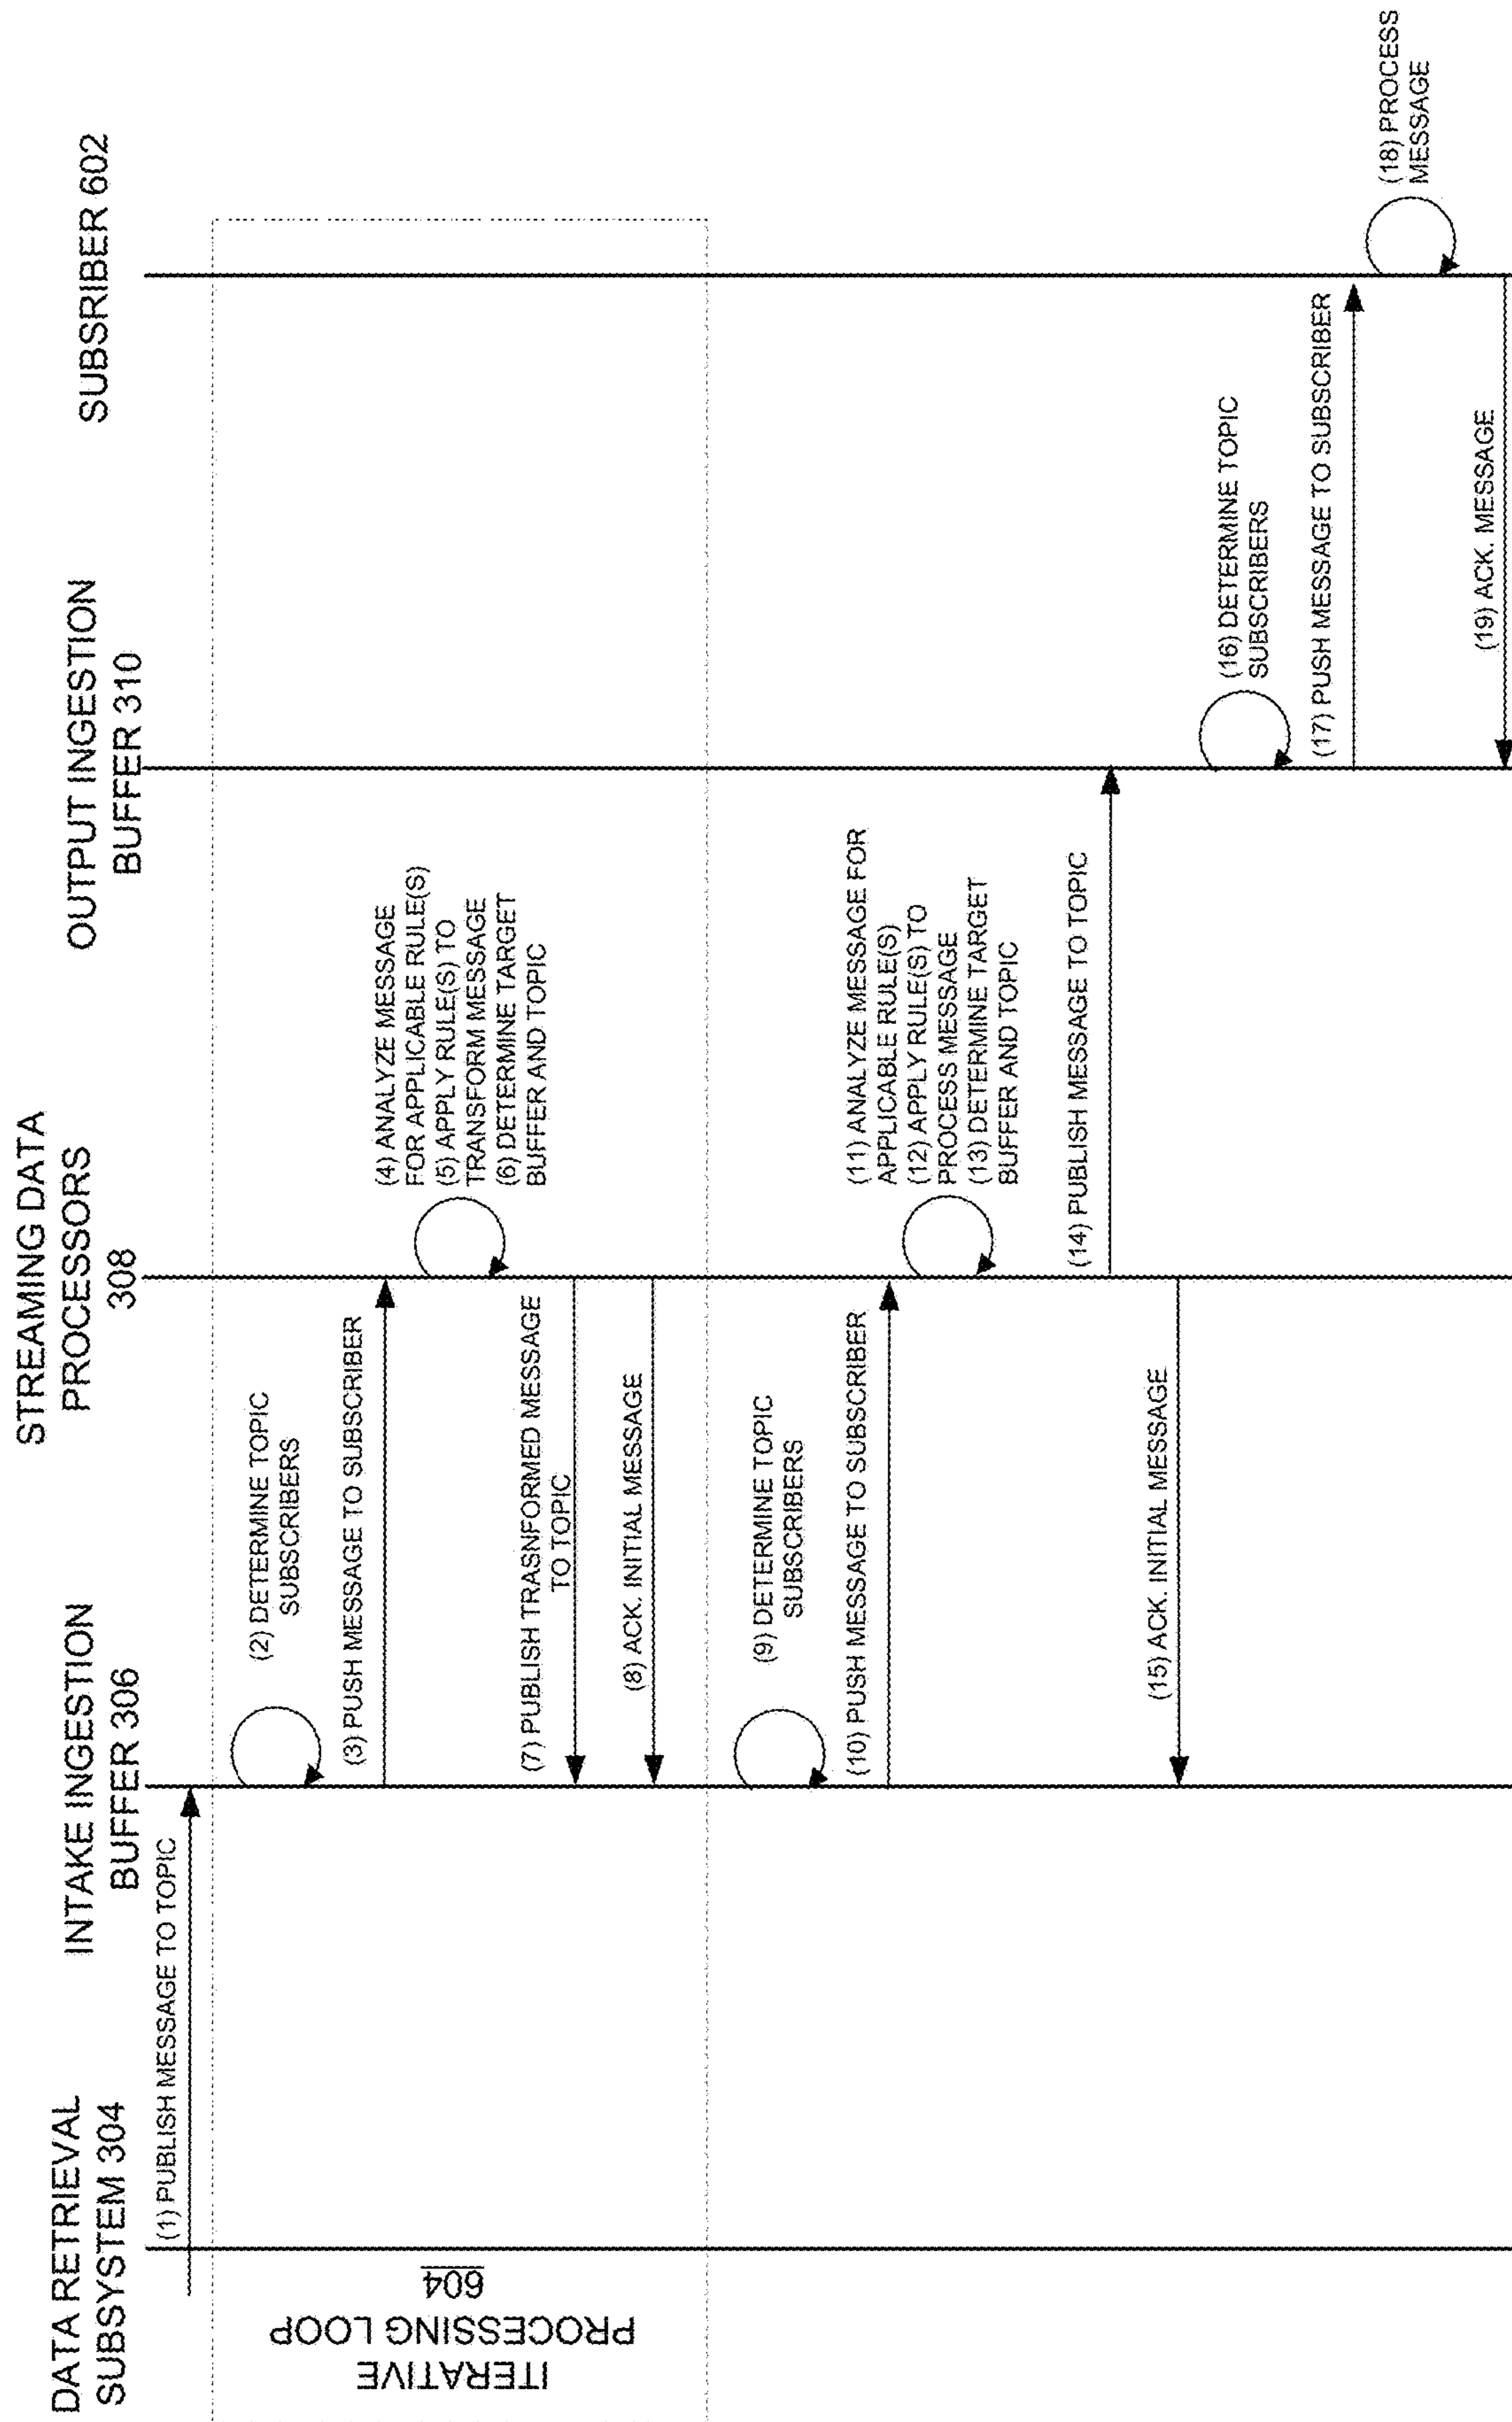 DATA RETRIEVAL
SUBSYSTEM 304
INTAKE INGESTION
BUFFER 306
STREAMING DATA
PROCESSORS
308
OUTPUT INGESTION
BUFFER 310
SUBSRIBER 602
(1) PUBLISH MESSAGE TO TOPIC
ITERATIVE
PROCESSING LOOP
604
(2) DETERMINE TOPIC
SUBSCRIBERS
(3) PUSH MESSAGE TO SUBSCRIBER
(4) ANALYZE MESSAGE
FOR APPLICABLE RULE(S)
(5) APPLY RULE(S) TO
TRANSFORM MESSAGE
(6) DETERMINE TARGET
BUFFER AND TOPIC
(7) PUBLISH TRASNFORMED MESSAGE
TO TOPIC
(8) ACK. INITIAL MESSAGE
(9) DETERMINE TOPIC
SUBSCRIBERS
(10) PUSH MESSAGE TO SUBSCRIBER
(11) ANALYZE MESSAGE FOR
APPLICABLE RULE(S)
(12) APPLY RULE(S) TO
PROCESS MESSAGE
(13) DETERMINE TARGET
BUFFER AND TOPIC
(14) PUBLISH MESSAGE TO TOPIC
(15) ACK. INITIAL MESSAGE
(16) DETERMINE TOPIC
SUBSCRIBERS
(17) PUSH MESSAGE TO SUBSCRIBER
(18) PROCESS
MESSAGE
(19) ACK. MESSAGE